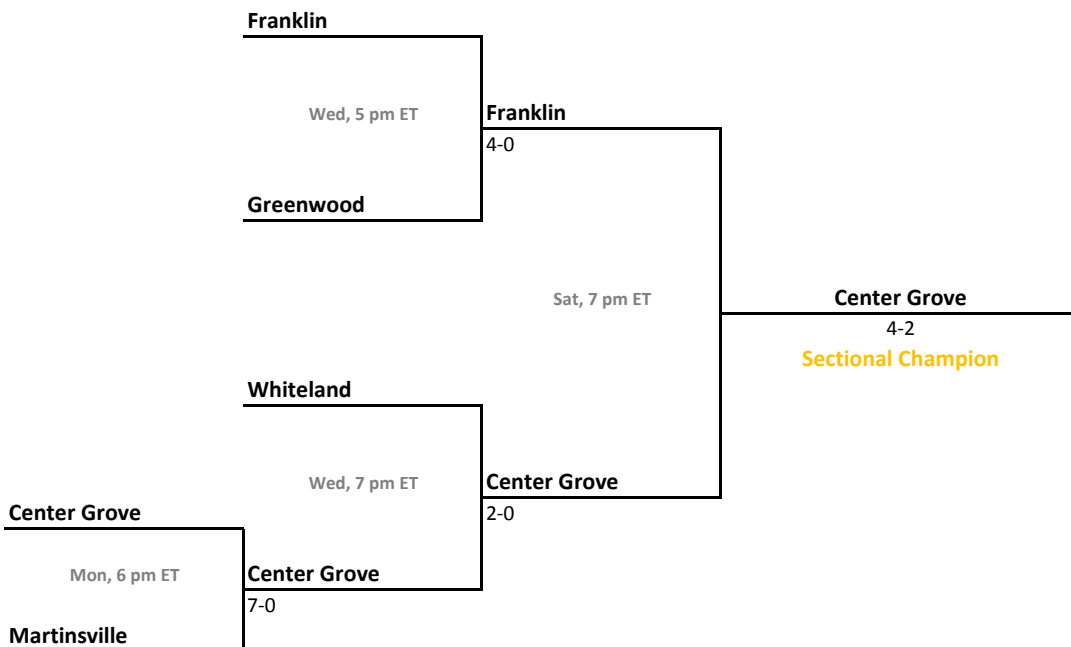 Franklin
Wed, 5 pm ET
Franklin
4-0
Greenwood
Sat, 7 pm ET
Center Grove
4-2
Sectional Champion
Whiteland
Wed, 7 pm ET
Center Grove
2-0
Center Grove
Mon, 6 pm ET
Center Grove
7-0
Martinsville